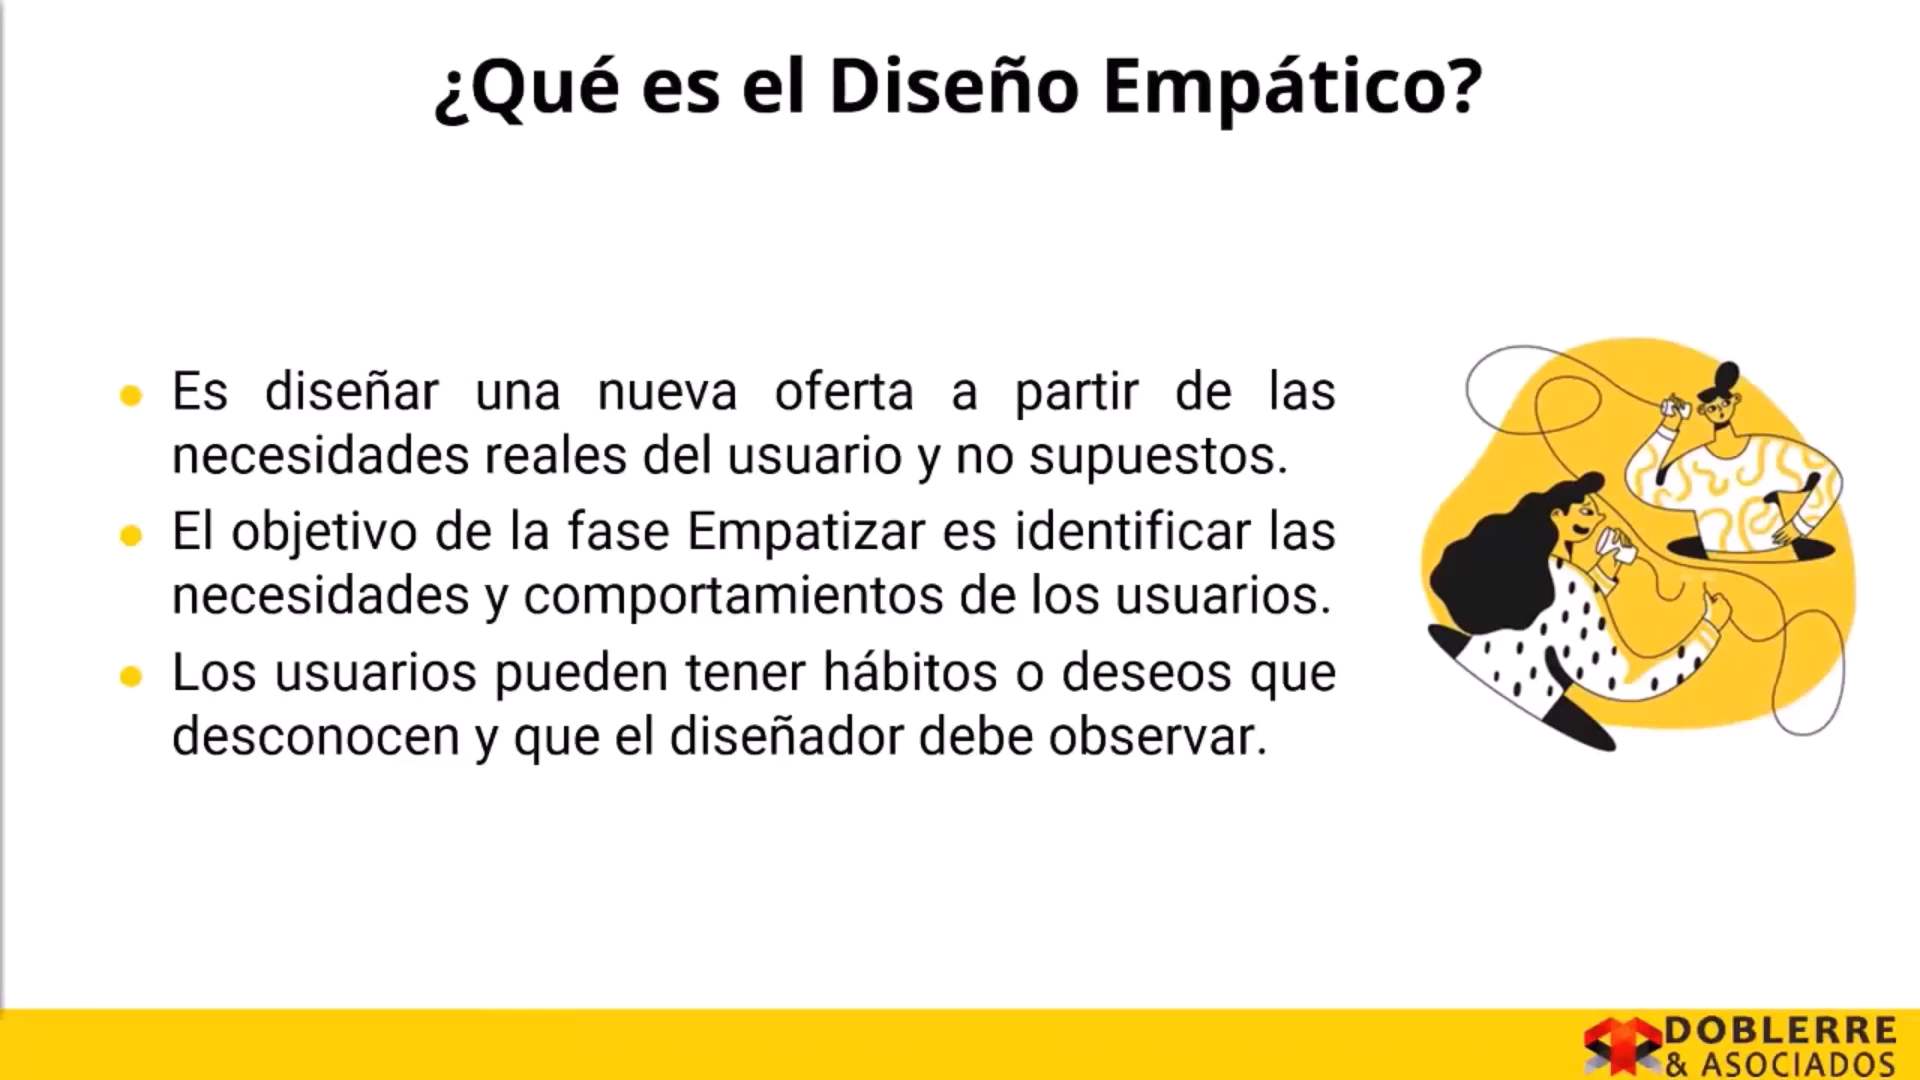 ¿Qué es el Diseño Empático?
Es diseñar una nueva oferta a partir de las
necesidades reales del usuario y no supuestos.
El objetivo de la fase Empatizar es identificar las
necesidades y comportamientos de los usuarios.
Los usuarios pueden tener hábitos o deseos que
desconocen y que el diseñador debe observar.
DOBLERRE
& ASOCIADOS